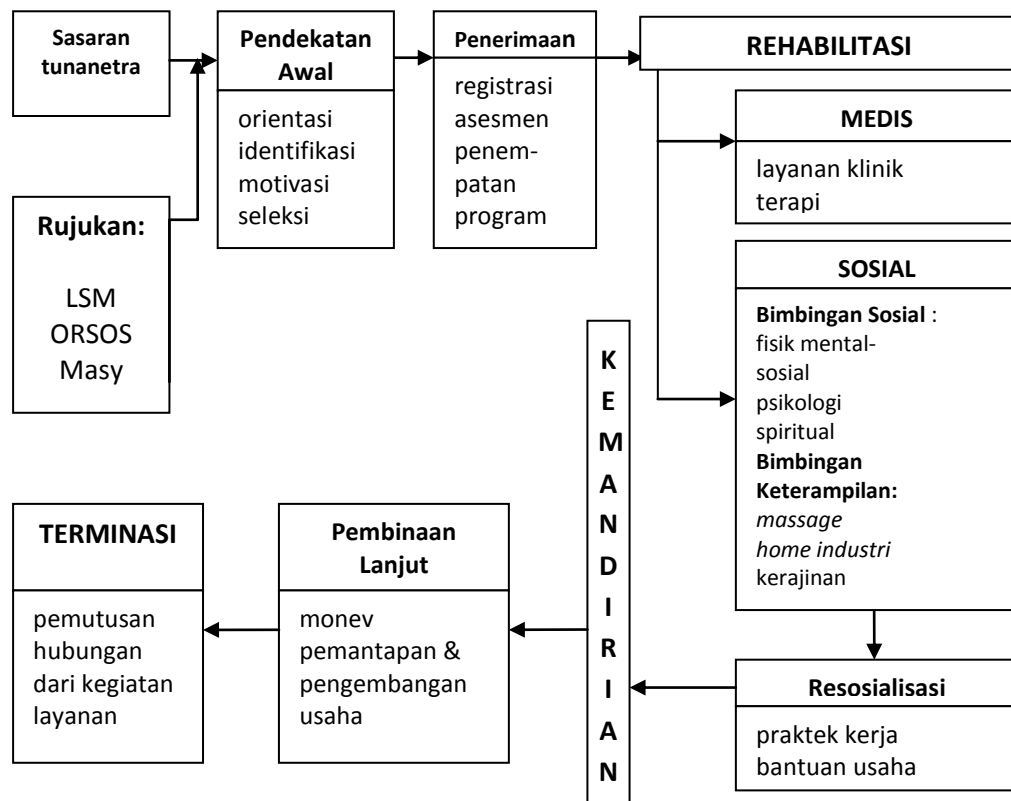 Sasaran
tunanetra
Rujukan:
LSM
ORSOS
Masy
Pendekatan
Awal
orientasi
identifikasi
motivasi
seleksi
Penerimaan
registrasi
asesmen
penem-
patan
program
REHABILITASI
MEDIS
layanan klinik
terapi
SOSIAL
Bimbingan Sosial :
fisik mental-
sosial
psikologi
spiritual
Bimbingan
Keterampilan:
massage
home industri
kerajinan
Resosialisasi
praktek kerja
bantuan usaha
K
E
M
A
N
D
I
R
I
A
N
Pembinaan
Lanjut
monev
pemantapan &
pengembangan
usaha
TERMINASI
pemutusan
hubungan
dari kegiatan
layanan